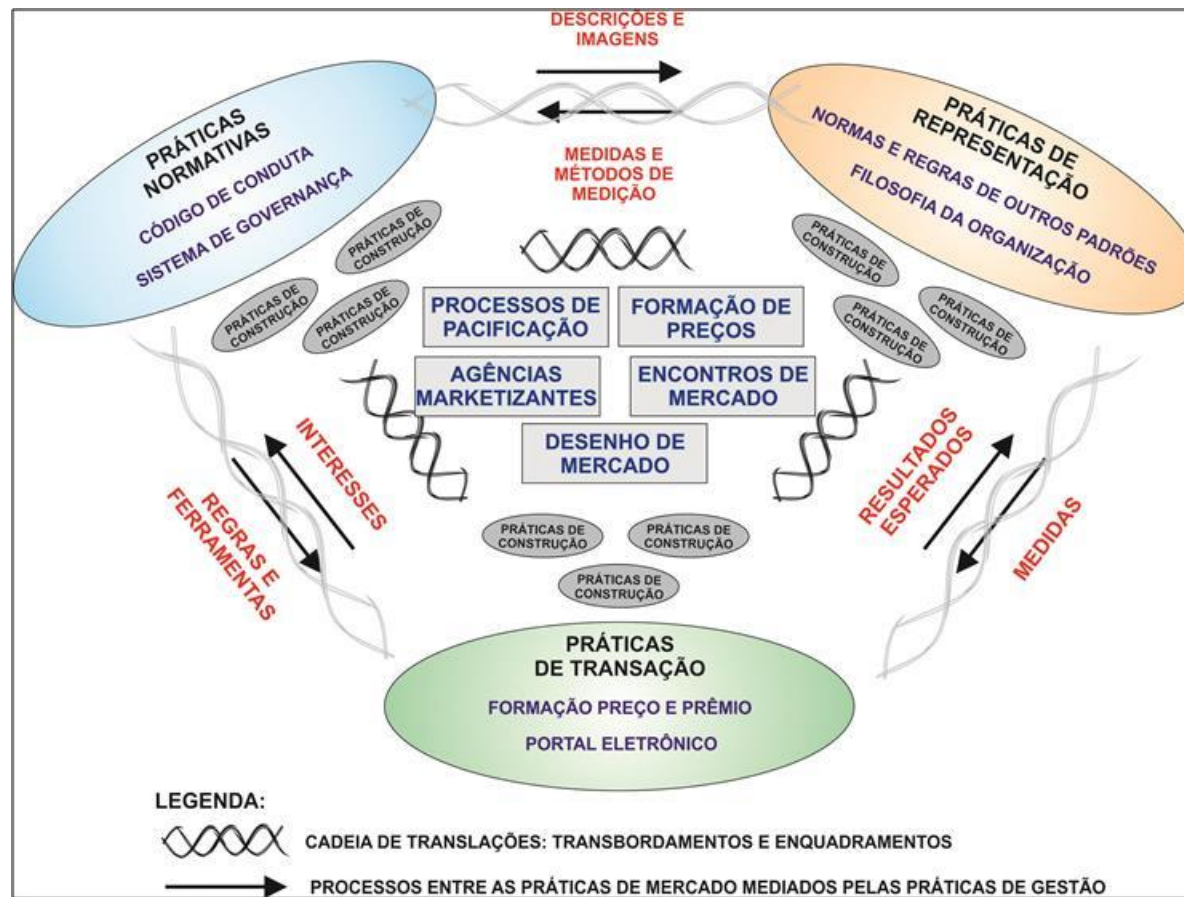 DESCRIÇÕES E
IMAGENS
PRÁTICAS
NORMATIVAS
CÓDIGO DE CONDUTA
SISTEMA DE GOVERNANÇA
PRÁTICAS DE
REPRESENTAÇÃO
NORMAS E REGRAS DE OUTROS PADRÕES
FILOSOFIA DA ORGANIZAÇÃO
MEDIDAS E
MÉTODOS DE
MEDIÇÃO
PRÁTICAS DE
CONSTRUÇÃO
PRÁTICAS DE
CONSTRUÇÃO
PRÁTICAS DE
CONSTRUÇÃO
PRÁTICAS DE
CONSTRUÇÃO
PRÁTICAS DE
CONSTRUÇÃO
PRÁTICAS DE
CONSTRUÇÃO
PROCESSOS DE
PACIFICAÇÃO
FORMAÇÃO DE
PREÇOS
AGÊNCIAS
MARKETIZANTES
ENCONTROS DE
MERCADO
DESENHO DE
MERCADO
INTERESSES
REGRAS E
FERRAMENTAS
RESULTADOS
ESPERADOS
MEDIDAS
PRÁTICAS DE
CONSTRUÇÃO
PRÁTICAS DE
CONSTRUÇÃO
PRÁTICAS DE
CONSTRUÇÃO
PRÁTICAS
DE TRANSAÇÃO
FORMAÇÃO PREÇO E PRÊMIO
PORTAL ELETRÔNICO
LEGENDA:
CADEIA DE TRANSLAÇÕES: TRANSBORDAMENTOS E ENQUADRAMENTOS
PROCESSOS ENTRE AS PRÁTICAS DE MERCADO MEDIADOS PELAS PRÁTICAS DE GESTÃO